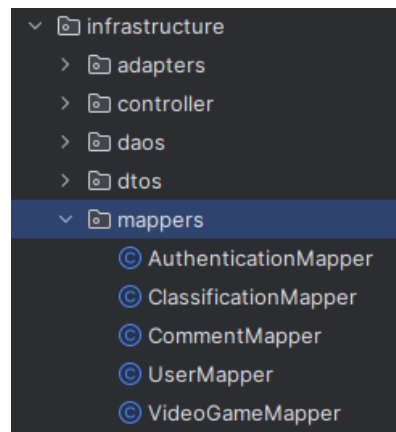 infrastructure
adapters
controller
daos
dtos
mappers
AuthenticationMapper
ClassificationMapper
CommentMapper
UserMapper
VideoGameMapper